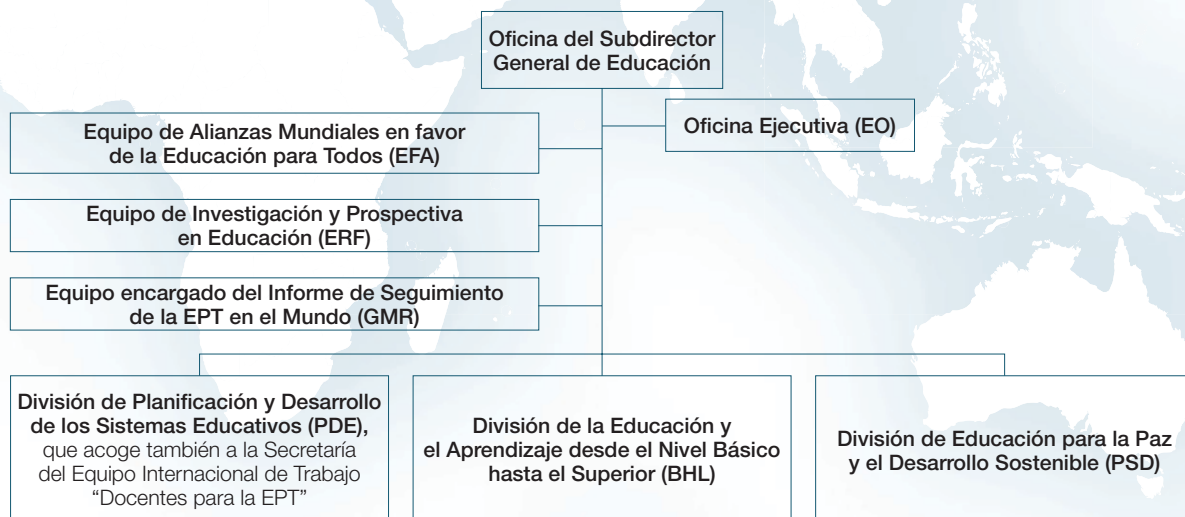 Oficina del Subdirector
General de Educación
Oficina Ejecutiva (EO)
Equipo de Alianzas Mundiales en favor
de la Educación para Todos (EFA)
Equipo de Investigación y Prospectiva
en Educación (ERF)
Equipo encargado del Informe de Seguimiento
de la EPT en el Mundo (GMR)
División de Planificación y Desarrollo
de los Sistemas Educativos (PDE),
que acoge también a la Secretaría
del Equipo Internacional de Trabajo
“Docentes para la EPT”
División de la Educación y
el Aprendizaje desde el Nivel Básico
hasta el Superior (BHL)
División de Educación para la Paz
y el Desarrollo Sostenible (PSD)